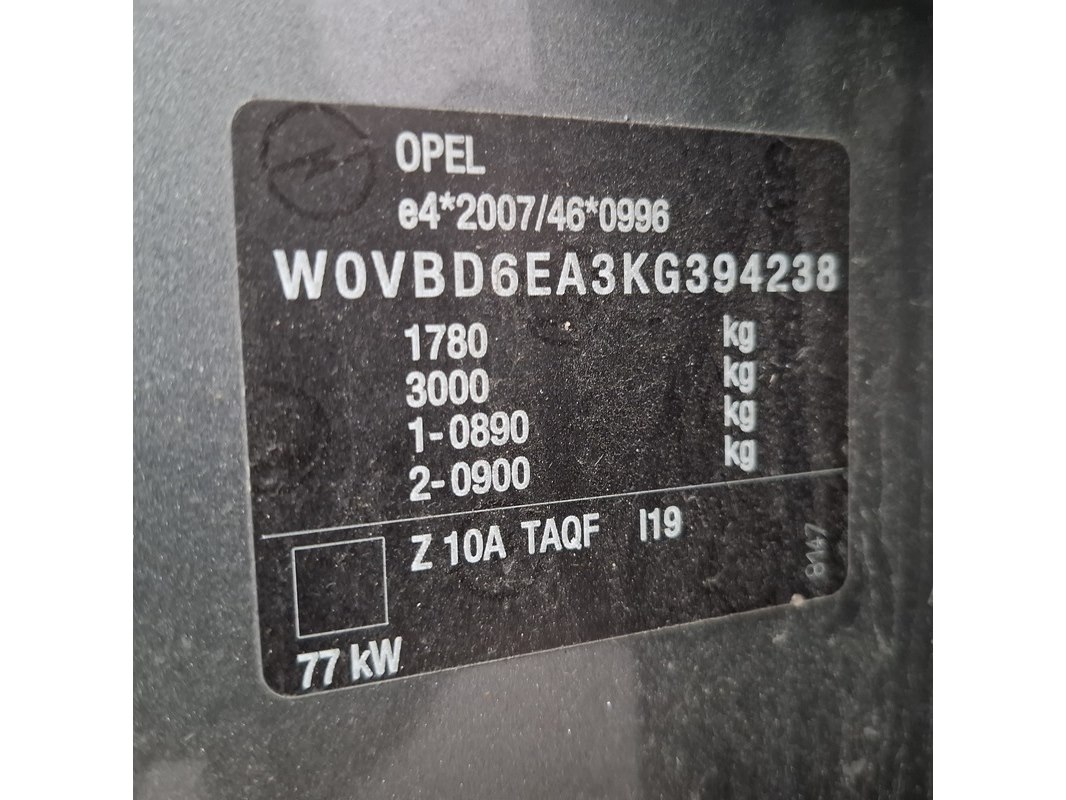 OPEL
e4*2007/46*0996
W0VBD6EA3KG394238
1780 kg
3000 kg
1-0890 kg
2-0900 kg
Z 10A TAQF I19
8147
77 kW